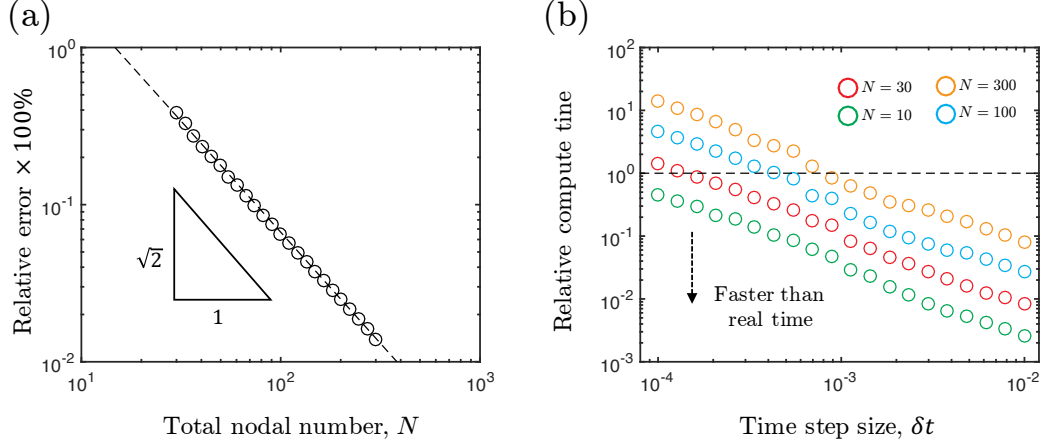 (a)
Relative error × 100%
10^0
10^-1
10^-2
√2
1
10^1
10^2
10^3
Total nodal number, N
(b)
Relative compute tine
10^2
10^1
10^0
10^-1
10^-2
10^-3
N = 30
N = 300
N = 10
N = 100
Faster than
real time
10^-4
10^-3
10^-2
Time step size, δt